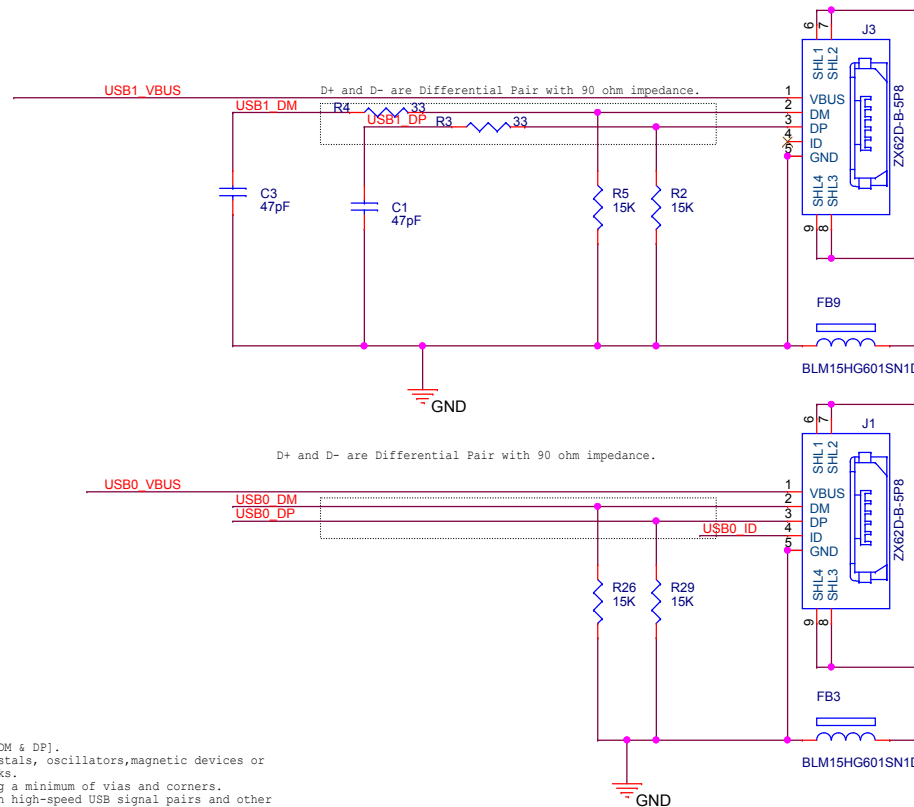 6
7
J3
SHL1
SHL2
USB1_VBUS
D+ and D- are Differential Pair with 90 ohm impedance.
1
VBUS
USB1_DM
R4
33
2
DM
USB1_DP
R3
33
3
DP
4
ID
5
GND
ZX62D-B-5P8
C3
47pF
C1
47pF
R5
15K
R2
15K
SHL4
SHL3
9
8
FB9
BLM15HG601SN1D
GND
6
7
J1
SHL1
SHL2
D+ and D- are Differential Pair with 90 ohm impedance.
USB0_VBUS
1
VBUS
USB0_DM
2
DM
USB0_DP
3
DP
USB0_ID
4
ID
5
GND
ZX62D-B-5P8
R26
15K
R29
15K
SHL4
SHL3
9
8
FB3
BLM15HG601SN1D
GND
DM & DP].
stals, oscillators,magnetic devices or
ks.
g a minimum of vias and corners.
n high-speed USB signal pairs and other